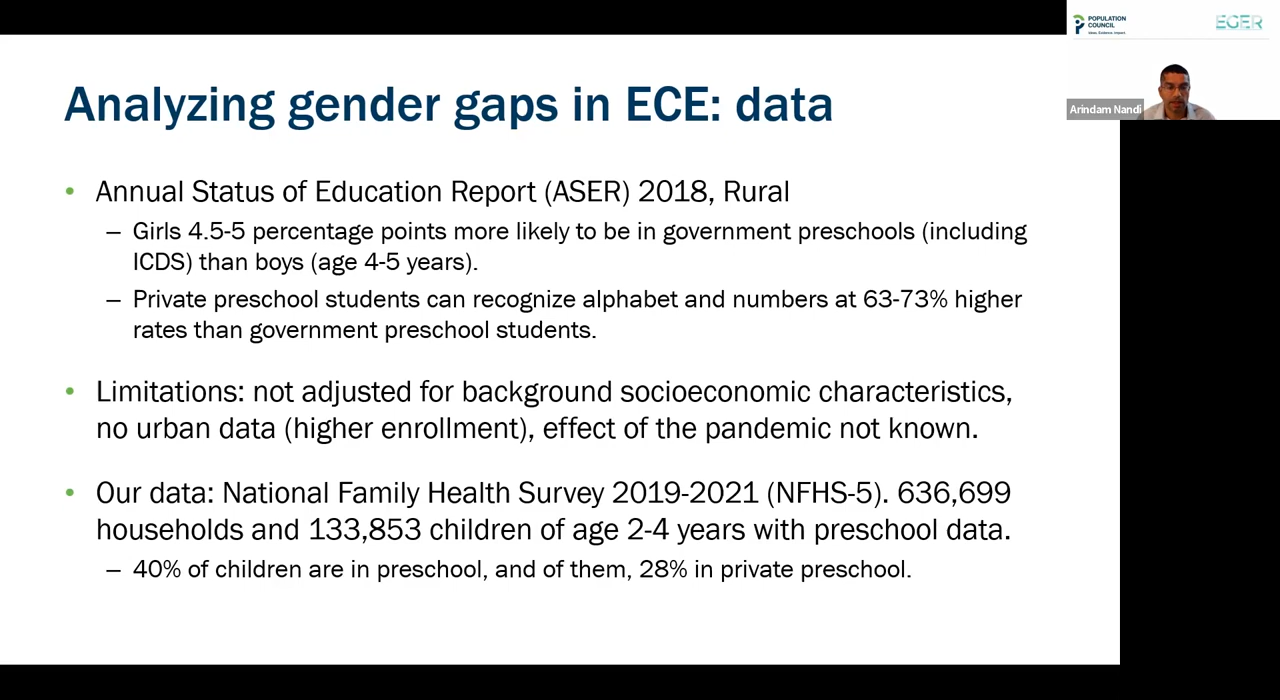 POPULATION
COUNCIL
Ideas. Evidence. Impact.
EGER
Arindam Nandi
Analyzing gender gaps in ECE: data
• Annual Status of Education Report (ASER) 2018, Rural
– Girls 4.5-5 percentage points more likely to be in government preschools (including
ICDS) than boys (age 4-5 years).
– Private preschool students can recognize alphabet and numbers at 63-73% higher
rates than government preschool students.
• Limitations: not adjusted for background socioeconomic characteristics,
no urban data (higher enrollment), effect of the pandemic not known.
• Our data: National Family Health Survey 2019-2021 (NFHS-5). 636,699
households and 133,853 children of age 2-4 years with preschool data.
– 40% of children are in preschool, and of them, 28% in private preschool.